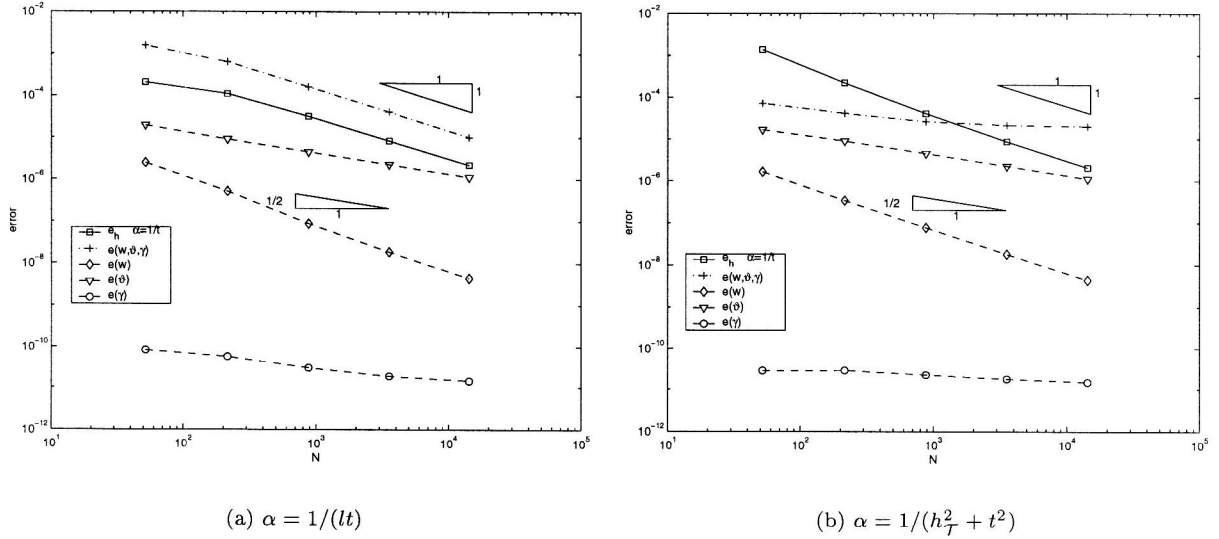 10^-2
10^-4
10^-6
10^-8
10^-10
10^-12
error
10^1
10^2
10^3
10^4
10^5
N
1
1
1/2
1
e_h α=1/t
e(w,ϑ,γ)
e(w)
e(ϑ)
e(γ)
(a) α = 1/(lt)
10^-2
10^-4
10^-6
10^-8
10^-10
10^-12
error
10^1
10^2
10^3
10^4
10^5
N
1
1
1/2
1
e_h α=1/t
e(w,ϑ,γ)
e(w)
e(ϑ)
e(γ)
(b) α = 1/(h_𝒯^2 + t^2)